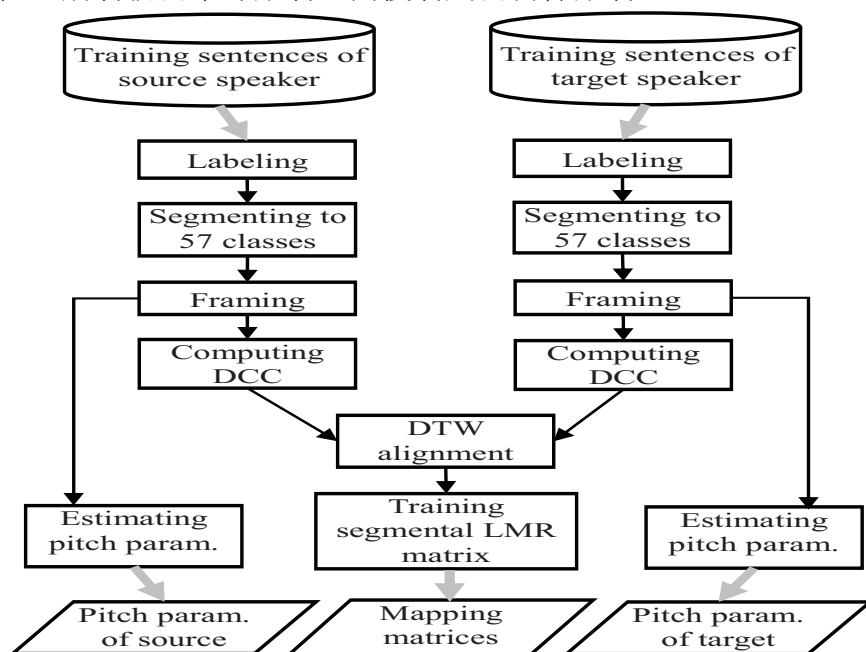 Training sentences of
source speaker
Training sentences of
target speaker
Labeling
Labeling
Segmenting to
57 classes
Segmenting to
57 classes
Framing
Framing
Computing
DCC
Computing
DCC
DTW
alignment
Estimating
pitch param.
Training
segmental LMR
matrix
Estimating
pitch param.
Pitch param.
of source
Mapping
matrices
Pitch param.
of target